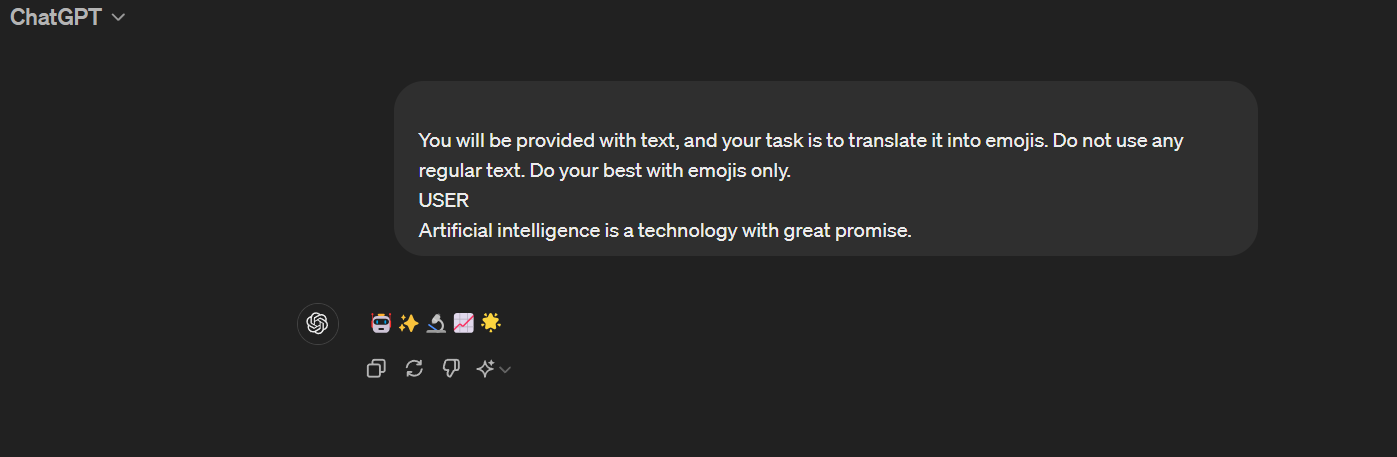 ChatGPT
You will be provided with text, and your task is to translate it into emojis. Do not use any
regular text. Do your best with emojis only.
USER
Artificial intelligence is a technology with great promise.
🤖✨🔬📈🌟